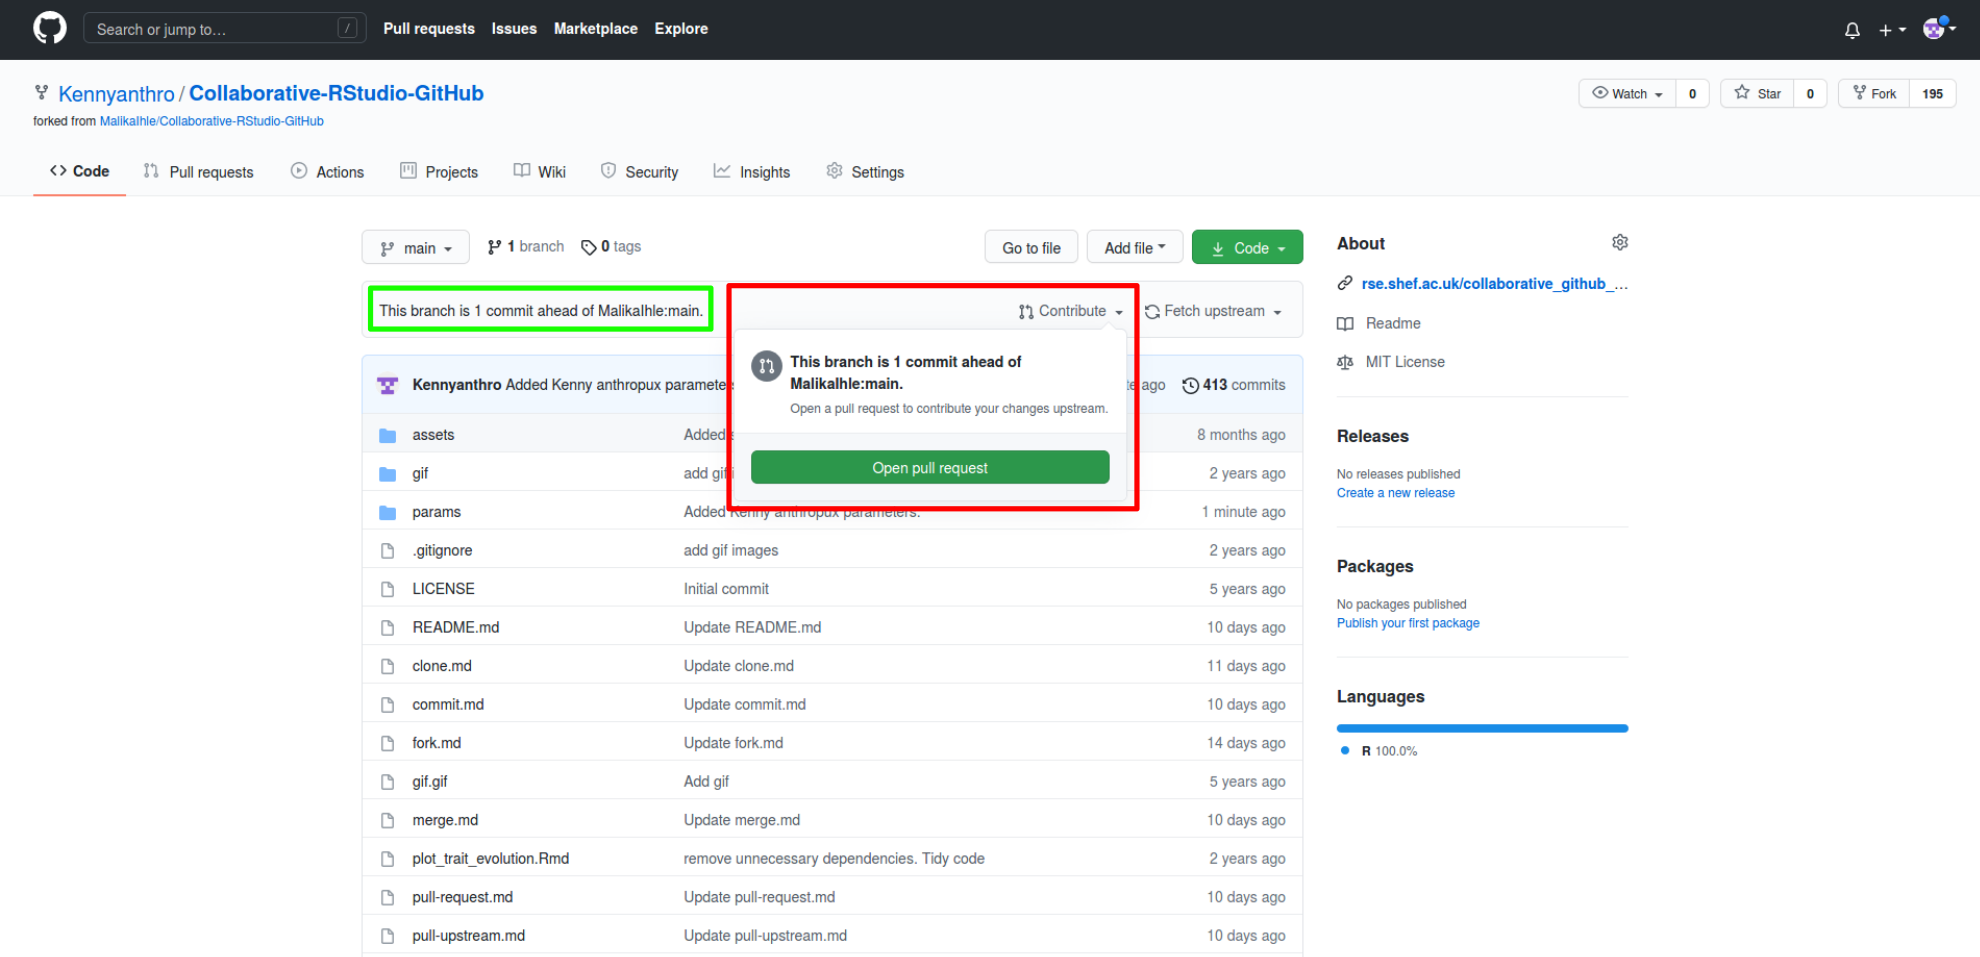 Search or jump to… /
Pull requests Issues Marketplace Explore
Kennyanthro / Collaborative-RStudio-GitHub
Watch 0 Star 0 Fork 195
forked from MalikaIhle/Collaborative-RStudio-GitHub
Code Pull requests Actions Projects Wiki Security Insights Settings
main 1 branch 0 tags Go to file Add file Code
This branch is 1 commit ahead of MalikaIhle:main. Contribute Fetch upstream
This branch is 1 commit ahead of
MalikaIhle:main.
Open a pull request to contribute your changes upstream.
Open pull request
Kennyanthro Added Kenny anthropux parameters ago 413 commits
assets Added 8 months ago
gif add gif 2 years ago
params Added Kenny anthropux parameters. 1 minute ago
.gitignore add gif images 2 years ago
LICENSE Initial commit 5 years ago
README.md Update README.md 10 days ago
clone.md Update clone.md 11 days ago
commit.md Update commit.md 10 days ago
fork.md Update fork.md 14 days ago
gif.gif Add gif 5 years ago
merge.md Update merge.md 10 days ago
plot_trait_evolution.Rmd remove unnecessary dependencies. Tidy code 2 years ago
pull-request.md Update pull-request.md 10 days ago
pull-upstream.md Update pull-upstream.md 10 days ago
About
rse.shef.ac.uk/collaborative_github_…
Readme
MIT License
Releases
No releases published
Create a new release
Packages
No packages published
Publish your first package
Languages
R 100.0%